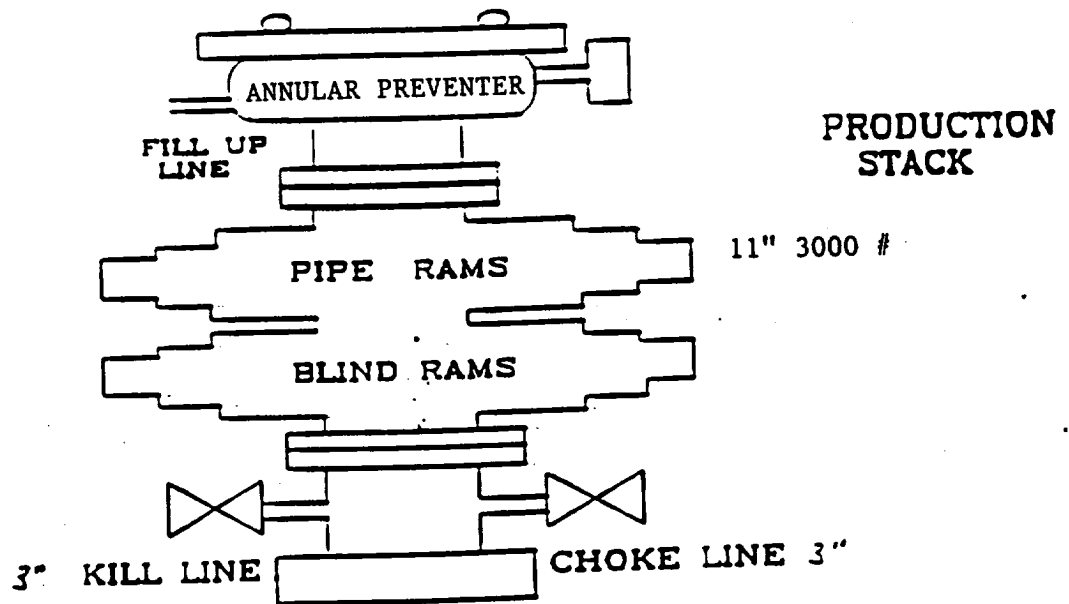 ANNULAR PREVENTER
FILL UP
LINE
PRODUCTION
STACK
PIPE RAMS
11" 3000 #
BLIND RAMS
3" KILL LINE
CHOKE LINE 3"